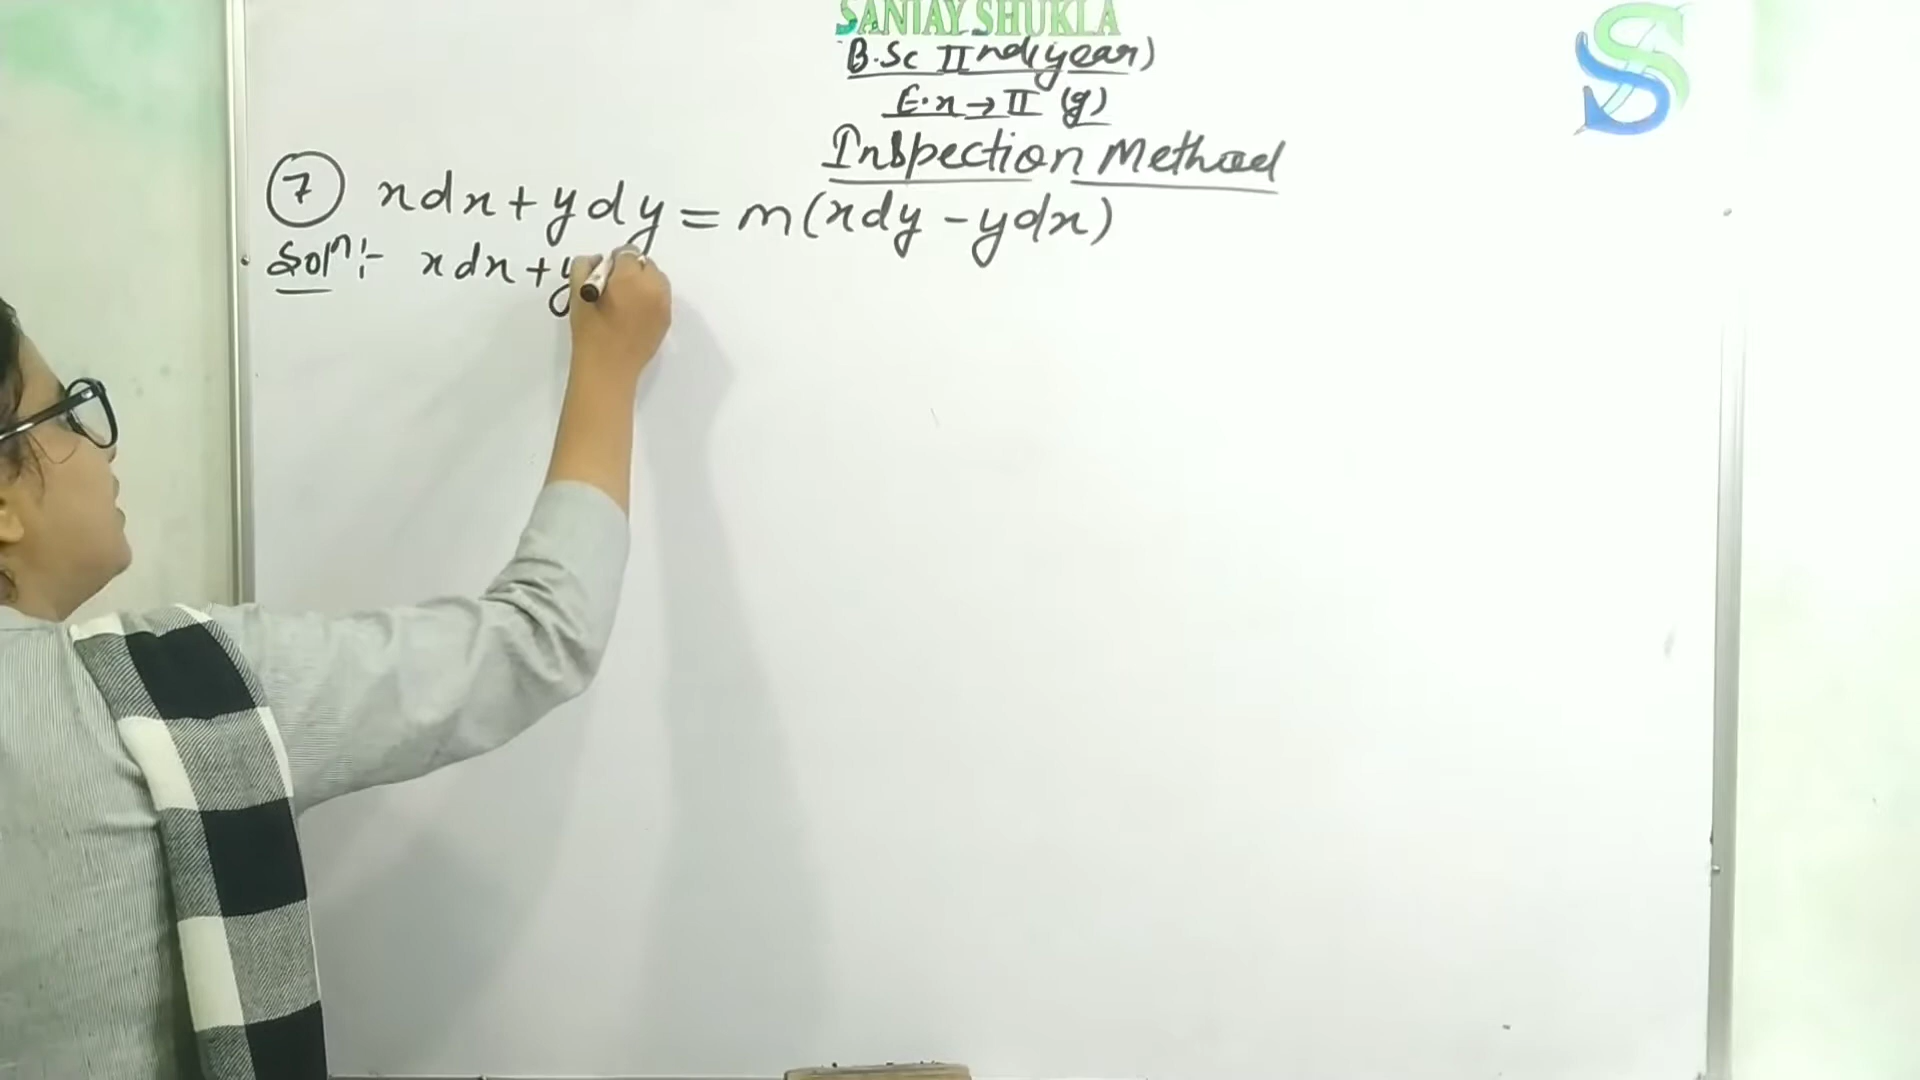 SANJAY SHUKLA
B.Sc IInd year)
E.x → II (g)
Inspection Method
7 xdx + ydy = m(xdy - ydx)
Solⁿ:- xdx + y